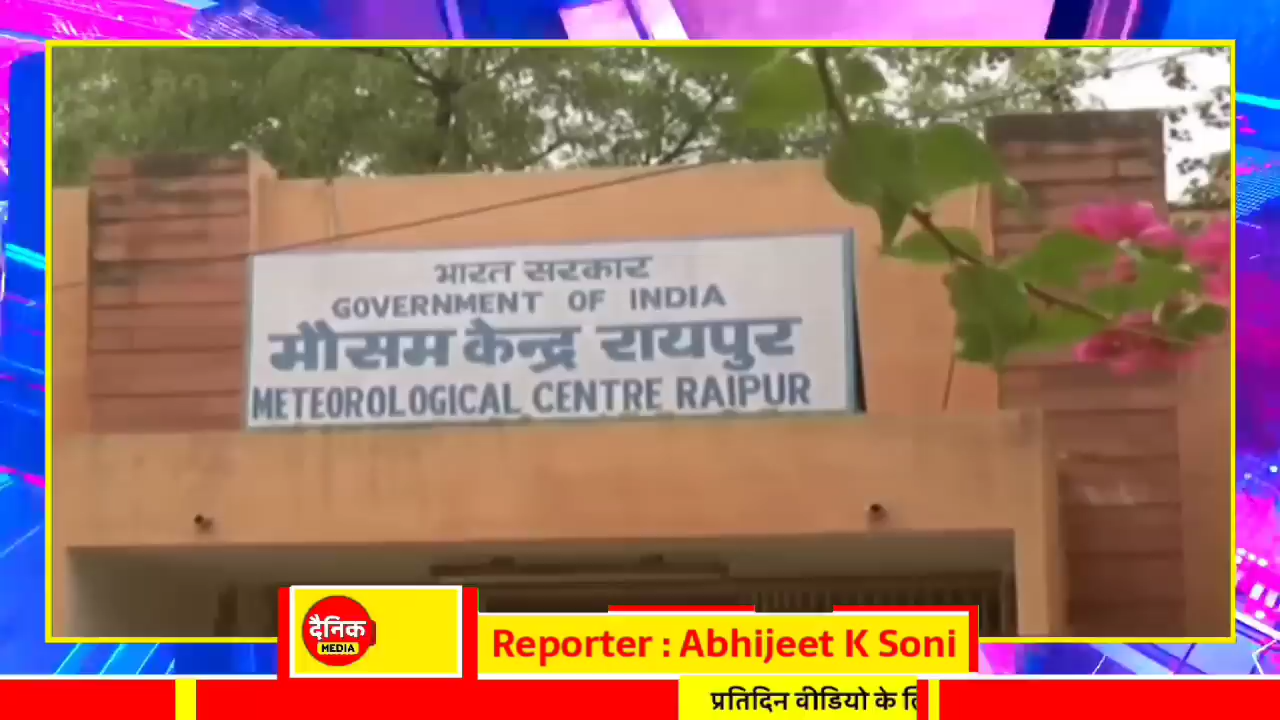 भारत सरकार
GOVERNMENT OF INDIA
मौसम केन्द्र रायपुर
METEOROLOGICAL CENTRE RAIPUR
दैनिक
MEDIA
Reporter : Abhijeet K Soni
प्रतिदिन वीडियो के